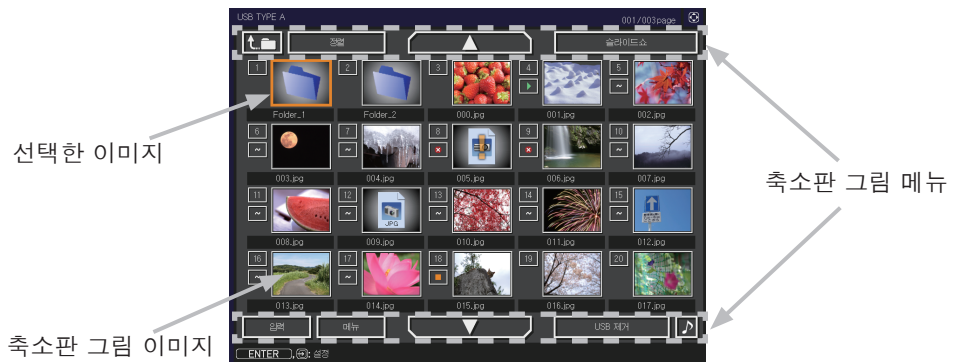 USB TYPE A
001/003page
정렬
슬라이드쇼
1 2 3 4 5
Folder_1 Folder_2 000.jpg 001.jpg 002.jpg
선택한 이미지
6 7 8 9 10
003.jpg 004.jpg 005.jpg 006.jpg 007.jpg
축소판 그림 메뉴
11 12 13 14 15
JPG
008.jpg 009.jpg 010.jpg 011.jpg 012.jpg
16 17 18 19 20
013.jpg 014.jpg 015.jpg 016.jpg 017.jpg
입력 메뉴 USB 제거
축소판 그림 이미지
ENTER , : 설정